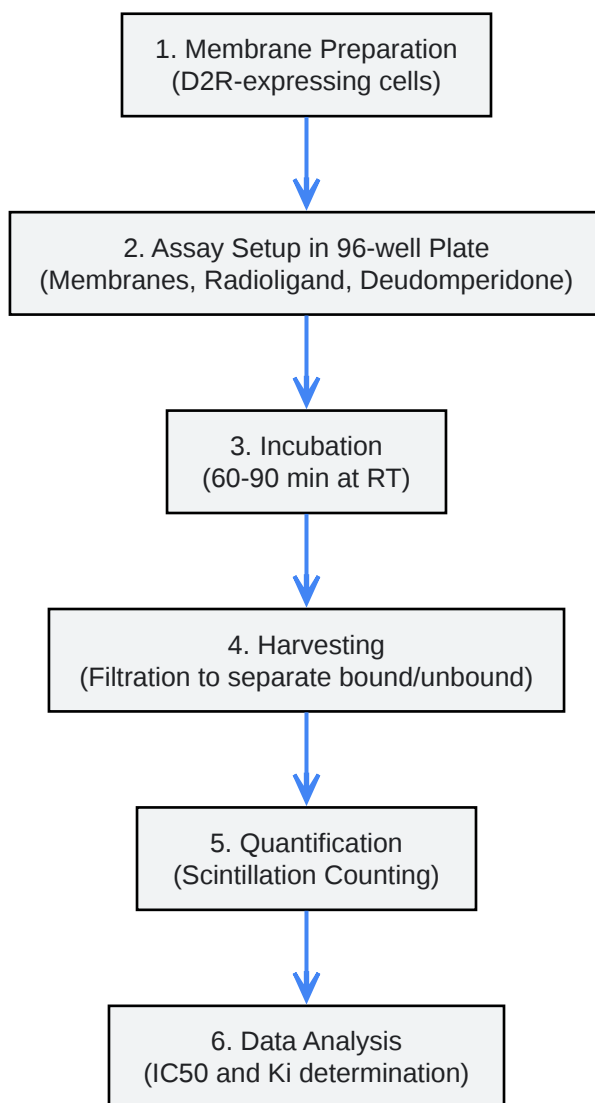 1. Membrane Preparation
(D2R-expressing cells)
2. Assay Setup in 96-well Plate
(Membranes, Radioligand, Deudomperidone)
3. Incubation
(60-90 min at RT)
4. Harvesting
(Filtration to separate bound/unbound)
5. Quantification
(Scintillation Counting)
6. Data Analysis
(IC50 and Ki determination)